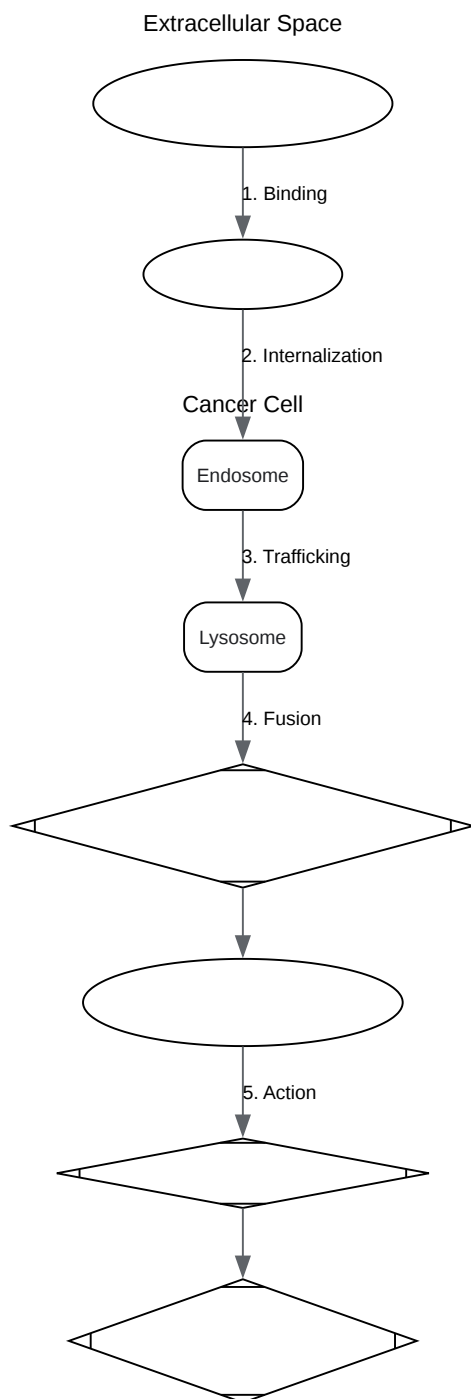 Extracellular Space
1. Binding
2. Internalization
Cancer Cell
Endosome
3. Trafficking
Lysosome
4. Fusion
5. Action